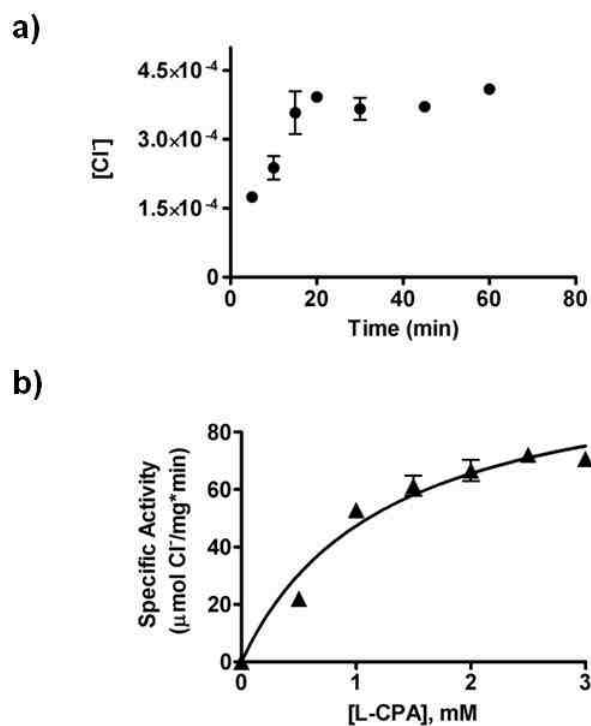 a)
[Cl⁻]
4.5×10⁻⁴
3.0×10⁻⁴
1.5×10⁻⁴
0
0 20 40 60 80
Time (min)
b)
Specific Activity
(μmol Cl⁻/mg*min)
80
60
40
20
0
0 1 2 3
[L-CPA], mM